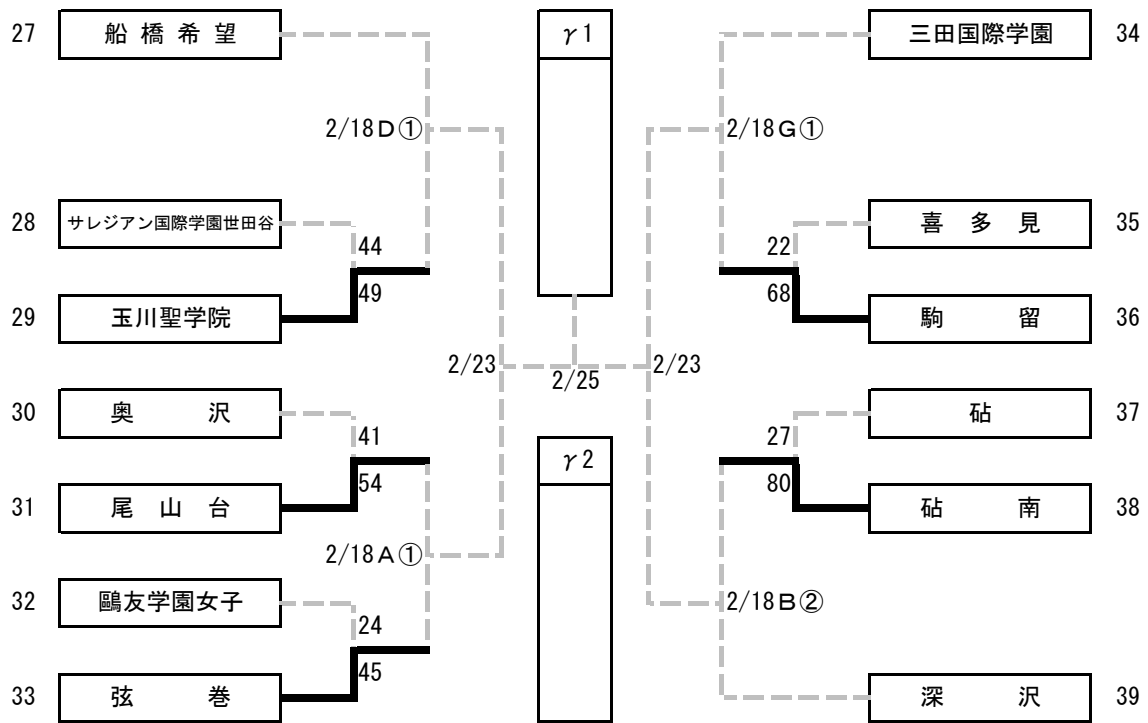 27 船橋希望
γ1
三田国際学園 34
2/18D①
2/18G①
28 サレジアン国際学園世田谷
44
22
喜多見 35
49
68
29 玉川聖学院
駒留 36
2/23
2/25
2/23
30 奥沢
41
27
砧 37
γ2
54
80
31 尾山台
砧南 38
2/18A①
32 鷗友学園女子
2/18B②
24
45
33 弦巻
深沢 39